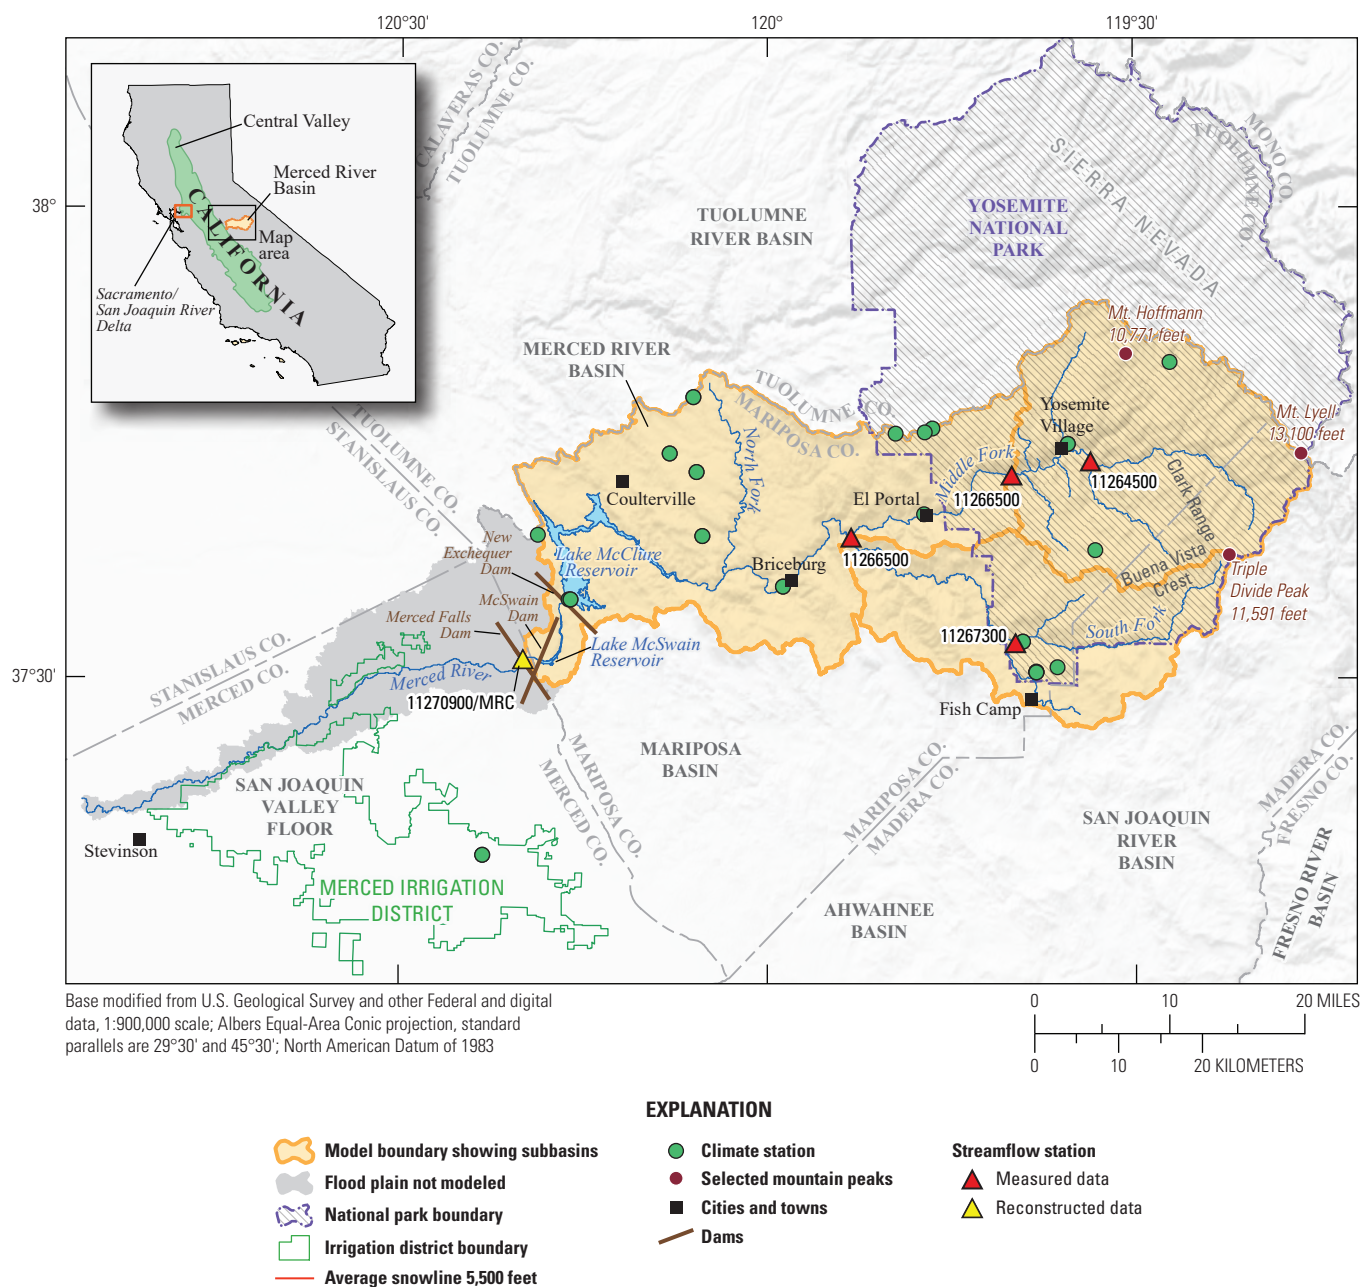 120°30'
120°
119°30'
38°
37°30'
Central Valley
Merced River
Basin
CALIFORNIA
Map
area
Sacramento/
San Joaquin River
Delta
CALAVERAS CO.
TUOLUMNE CO.
MONO CO.
TUOLUMNE CO.
SIERRA NEVADA
TUOLUMNE
RIVER BASIN
YOSEMITE
NATIONAL
PARK
Mt. Hoffmann
10,771 feet
MERCED RIVER
BASIN
TUOLUMNE CO.
MARIPOSA CO.
Yosemite
Village
Mt. Lyell
13,100 feet
TUOLUMNE CO.
STANISLAUS CO.
North Fork
Middle Fork
11264500
11266500
Clark Range
Coulterville
El Portal
New
Exchequer
Dam
Lake McClure
Reservoir
11266500
Briceburg
Buena Vista
Crest
Triple
Divide Peak
11,591 feet
McSwain
Dam
Merced Falls
Dam
Lake McSwain
Reservoir
11267300
South Fork
STANISLAUS CO.
MERCED CO.
Merced River
11270900/MRC
Fish Camp
MARIPOSA
BASIN
MARIPOSA CO.
MERCED CO.
MARIPOSA CO.
MADERA CO.
MADERA CO.
FRESNO CO.
SAN JOAQUIN
VALLEY
FLOOR
SAN JOAQUIN
RIVER
BASIN
Stevinson
MERCED IRRIGATION
DISTRICT
AHWAHNEE
BASIN
FRESNO RIVER
BASIN
Base modified from U.S. Geological Survey and other Federal and digital
data, 1:900,000 scale; Albers Equal-Area Conic projection, standard
parallels are 29°30' and 45°30'; North American Datum of 1983
0 10 20 MILES
0 10 20 KILOMETERS
EXPLANATION
Model boundary showing subbasins
Flood plain not modeled
National park boundary
Irrigation district boundary
Average snowline 5,500 feet
Climate station
Selected mountain peaks
Cities and towns
Dams
Streamflow station
Measured data
Reconstructed data